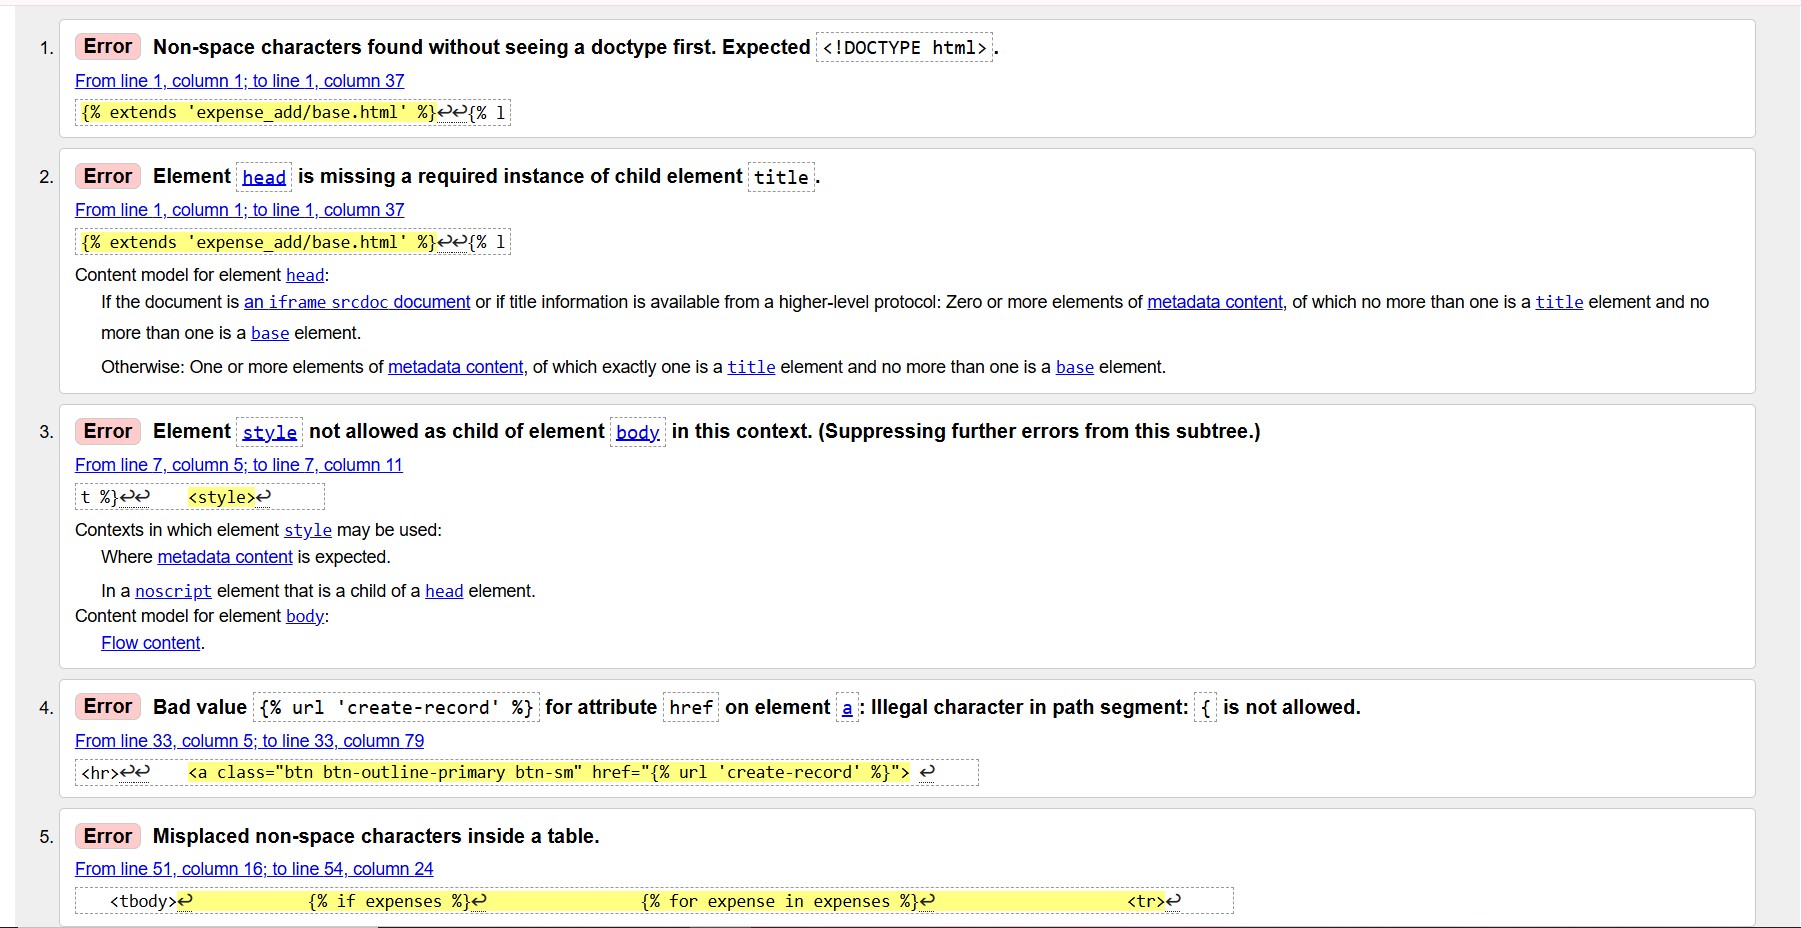 1. Error Non-space characters found without seeing a doctype first. Expected <!DOCTYPE html>.
From line 1, column 1; to line 1, column 37
{% extends 'expense_add/base.html' %}↩↩{% l
2. Error Element head is missing a required instance of child element title.
From line 1, column 1; to line 1, column 37
{% extends 'expense_add/base.html' %}↩↩{% l
Content model for element head:
If the document is an iframe srcdoc document or if title information is available from a higher-level protocol: Zero or more elements of metadata content, of which no more than one is a title element and no
more than one is a base element.
Otherwise: One or more elements of metadata content, of which exactly one is a title element and no more than one is a base element.
3. Error Element style not allowed as child of element body in this context. (Suppressing further errors from this subtree.)
From line 7, column 5; to line 7, column 11
t %}↩↩    <style>↩
Contexts in which element style may be used:
Where metadata content is expected.
In a noscript element that is a child of a head element.
Content model for element body:
Flow content.
4. Error Bad value {% url 'create-record' %} for attribute href on element a: Illegal character in path segment: { is not allowed.
From line 33, column 5; to line 33, column 79
<hr>↩↩    <a class="btn btn-outline-primary btn-sm" href="{% url 'create-record' %}"> ↩
5. Error Misplaced non-space characters inside a table.
From line 51, column 16; to line 54, column 24
<tbody>↩            {% if expenses %}↩                {% for expense in expenses %}↩                    <tr>↩